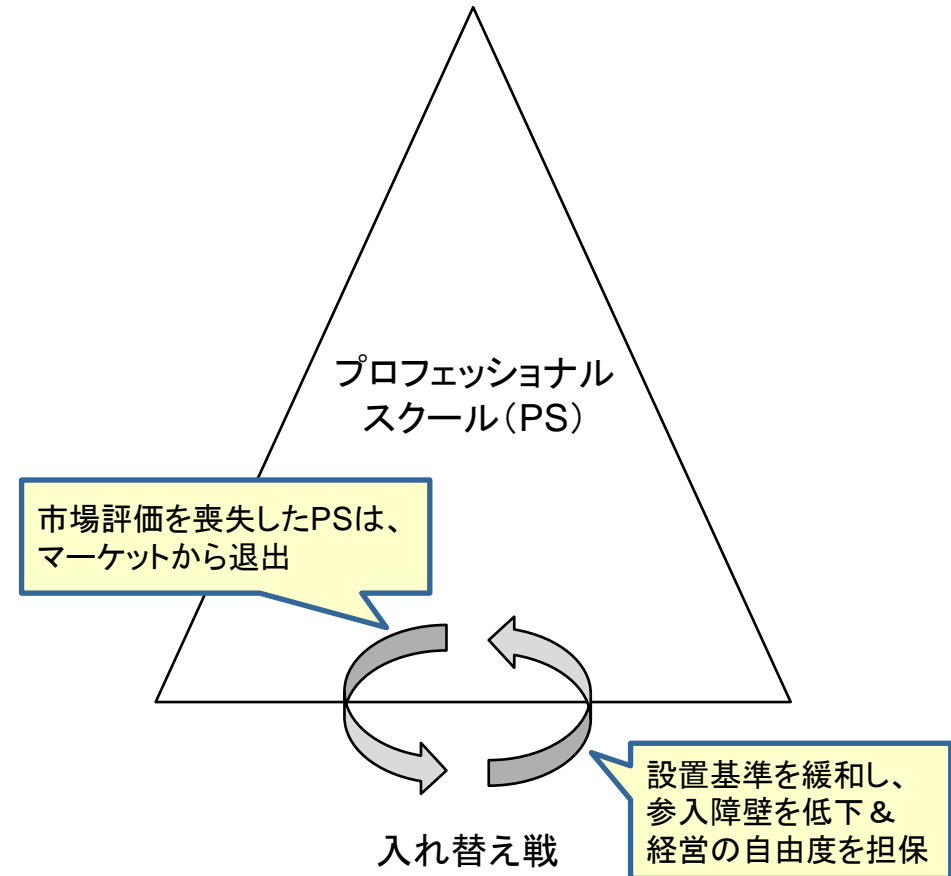 プロフェッショナル
スクール（PS）
市場評価を喪失したPSは、
マーケットから退出
設置基準を緩和し、
参入障壁を低下＆
経営の自由度を担保
入れ替え戦